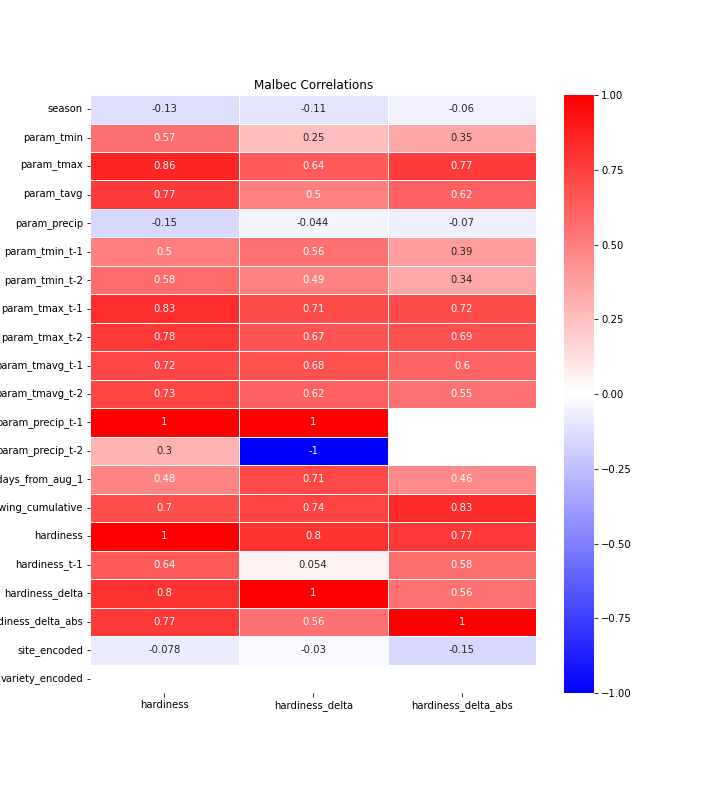 Malbec Correlations
season -0.13 -0.11 -0.06 1.00
param_tmin 0.57 0.25 0.35
param_tmax 0.86 0.64 0.77 0.75
param_tavg 0.77 0.5 0.62
param_precip -0.15 -0.044 -0.07 0.50
param_tmin_t-1 0.5 0.56 0.39
param_tmin_t-2 0.58 0.49 0.34 0.25
param_tmax_t-1 0.83 0.71 0.72
param_tmax_t-2 0.78 0.67 0.69
param_tmavg_t-1 0.72 0.68 0.6 0.00
param_tmavg_t-2 0.73 0.62 0.55
param_precip_t-1 1 1
param_precip_t-2 0.3 -1 -0.25
days_from_aug_1 0.48 0.71 0.46
wing_cumulative 0.7 0.74 0.83
hardiness 1 0.8 0.77 -0.50
hardiness_t-1 0.64 0.054 0.58
hardiness_delta 0.8 1 0.56 -0.75
diness_delta_abs 0.77 0.56 1
site_encoded -0.078 -0.03 -0.15
variety_encoded -1.00
hardiness hardiness_delta hardiness_delta_abs